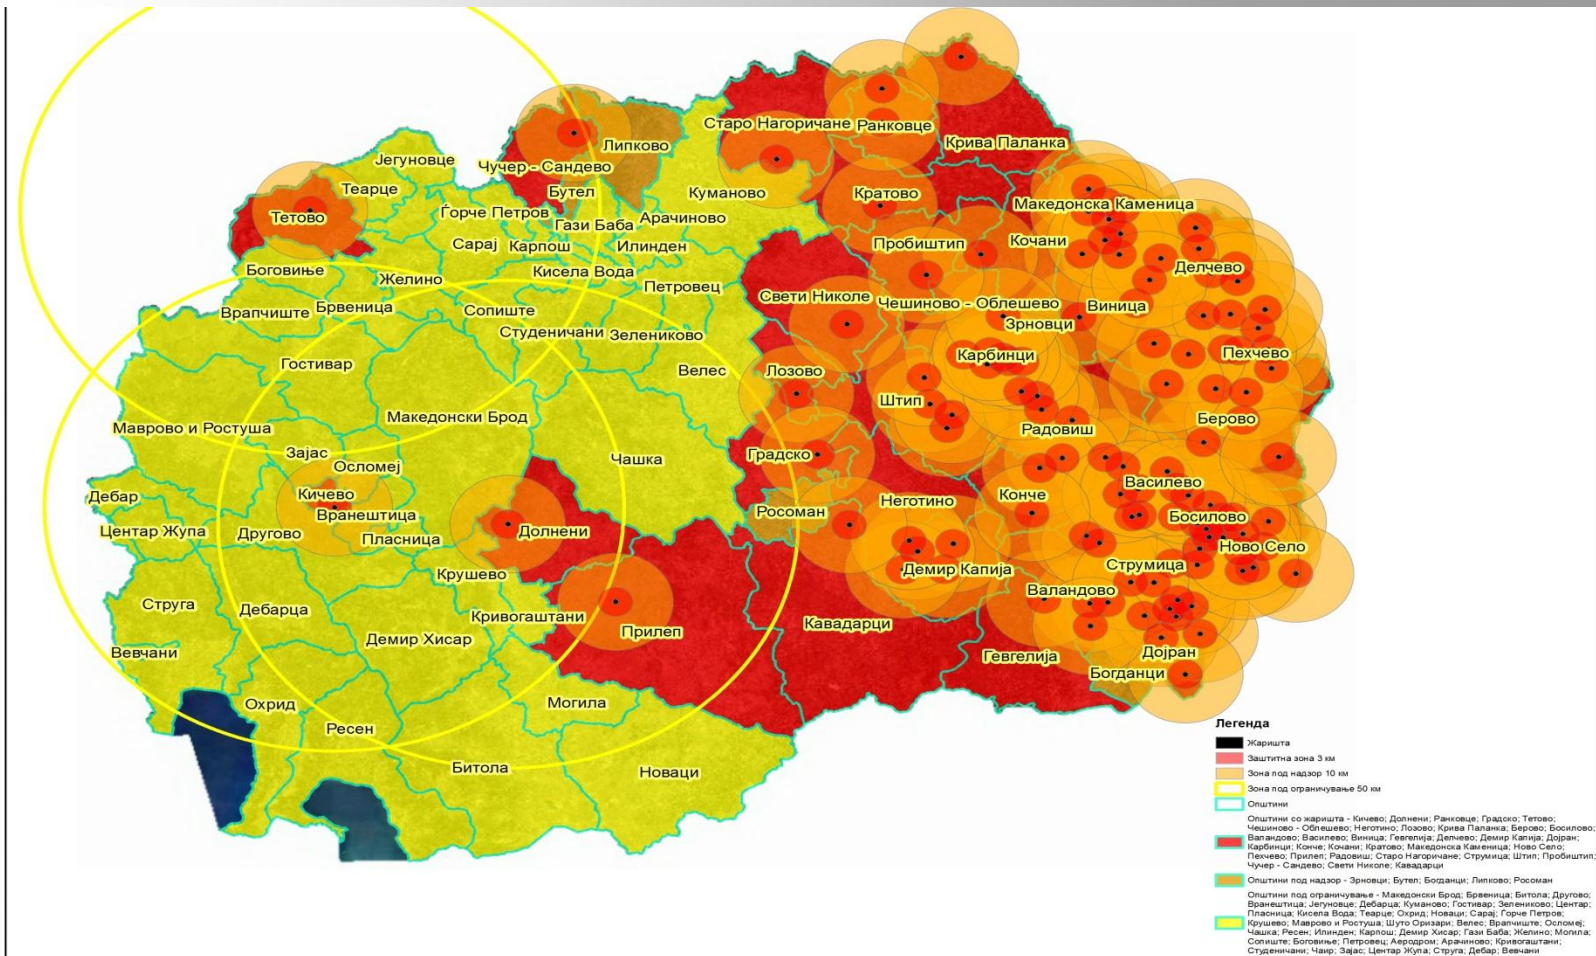 Старо Нагоричане
Ранковце
Крива Паланка
Јегуновце
Чучер - Сандево
Липково
Теарце
Бутел
Куманово
Кратово
Македонска Каменица
Тетово
Ѓорче Петров
Гази Баба
Арачиново
Сарај
Карпош
Илинден
Пробиштип
Кочани
Боговиње
Желино
Кисела Вода
Петровец
Делчево
Врапчиште
Брвеница
Сопиште
Свети Николе
Чешиново - Облешево
Виница
Студеничани
Зелениково
Зрновци
Гостивар
Велес
Лозово
Карбинци
Пехчево
Македонски Брод
Штип
Маврово и Ростуша
Радовиш
Берово
Зајас
Осломеј
Чашка
Градско
Дебар
Кичево
Вранештица
Неготино
Конче
Василево
Центар Жупа
Другово
Пласница
Долнени
Росоман
Босилово
Ново Село
Крушево
Демир Капија
Струмица
Струга
Дебарца
Кривогаштани
Валандово
Демир Хисар
Прилеп
Кавадарци
Вевчани
Гевгелија
Дојран
Богданци
Охрид
Могила
Ресен
Битола
Новаци
Легенда
Жаришта
Заштитна зона 3 км
Зона под надзор 10 км
Зона под ограничување 50 км
Општини
Општини со жаришта - Кичево; Долнени; Ранковце; Градско; Тетово;
Чешиново - Облешево; Неготино; Лозово; Крива Паланка; Берово; Босилово;
Валандово; Василево; Виница; Гевгелија; Делчево; Демир Капија; Дојран;
Карбинци; Конче; Кочани; Кратово; Македонска Каменица; Ново Село;
Пехчево; Прилеп; Радовиш; Старо Нагоричане; Струмица; Штип; Пробиштип;
Чучер - Сандево; Свети Николе; Кавадарци
Општини под надзор - Зрновци; Бутел; Богданци; Липково; Росоман
Општини под ограничување - Македонски Брод; Брвеница; Битола; Другово;
Вранештица; Јегуновце; Дебарца; Куманово; Гостивар; Зелениково; Центар;
Пласница; Кисела Вода; Теарце; Охрид; Новаци; Сарај; Ѓорче Петров;
Крушево; Маврово и Ростуша; Шуто Оризари; Велес; Врапчиште; Осломеј;
Чашка; Ресен; Илинден; Карпош; Демир Хисар; Гази Баба; Желино; Могила;
Сопиште; Боговиње; Петровец; Аеродром; Арачиново; Кривогаштани;
Студеничани; Чаир; Зајас; Центар Жупа; Струга; Дебар; Вевчани